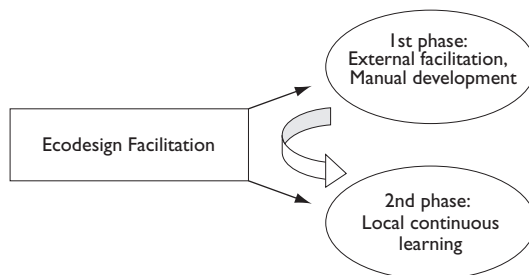 1st phase:
External facilitation,
Manual development
Ecodesign Facilitation
2nd phase:
Local continuous
learning